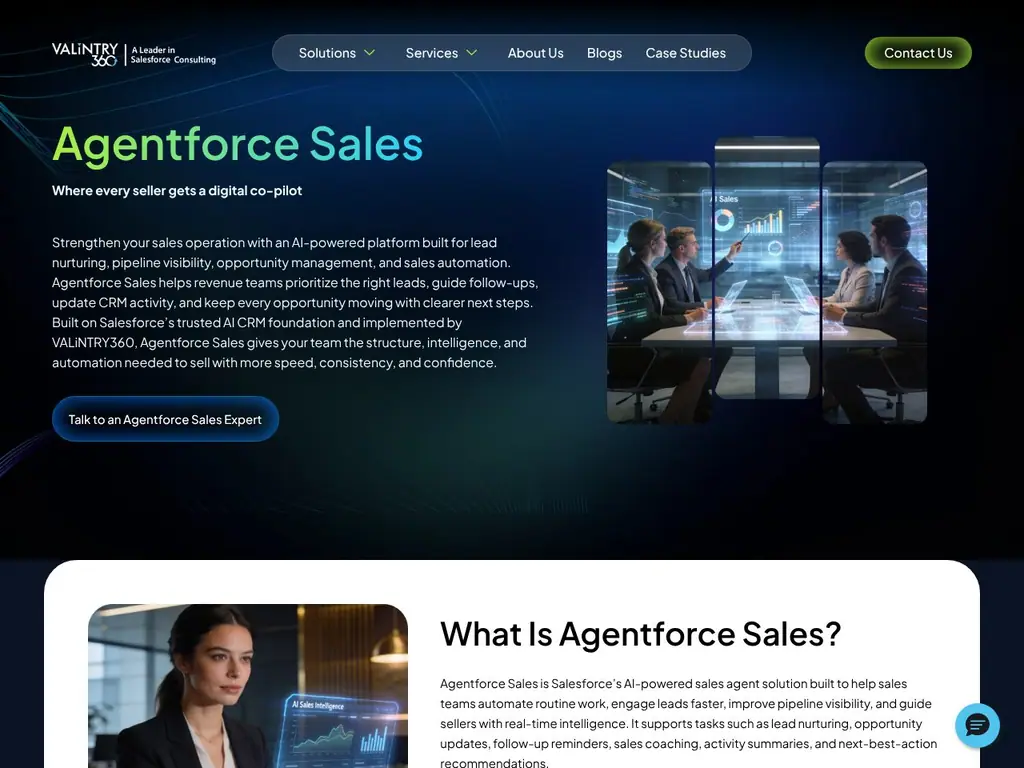 VALiNTRY
360
A Leader in
Salesforce Consulting
Solutions
Services
About Us
Blogs
Case Studies
Contact Us
Agentforce Sales
Where every seller gets a digital co-pilot
Strengthen your sales operation with an AI-powered platform built for lead
nurturing, pipeline visibility, opportunity management, and sales automation.
Agentforce Sales helps revenue teams prioritize the right leads, guide follow-ups,
update CRM activity, and keep every opportunity moving with clearer next steps.
Built on Salesforce's trusted AI CRM foundation and implemented by
VALiNTRY360, Agentforce Sales gives your team the structure, intelligence, and
automation needed to sell with more speed, consistency, and confidence.
Talk to an Agentforce Sales Expert
AI Sales
What Is Agentforce Sales?
Agentforce Sales is Salesforce's AI-powered sales agent solution built to help sales
teams automate routine work, engage leads faster, improve pipeline visibility, and guide
sellers with real-time intelligence. It supports tasks such as lead nurturing, opportunity
updates, follow-up reminders, sales coaching, activity summaries, and next-best-action
recommendations.
AI Sales Intelligence